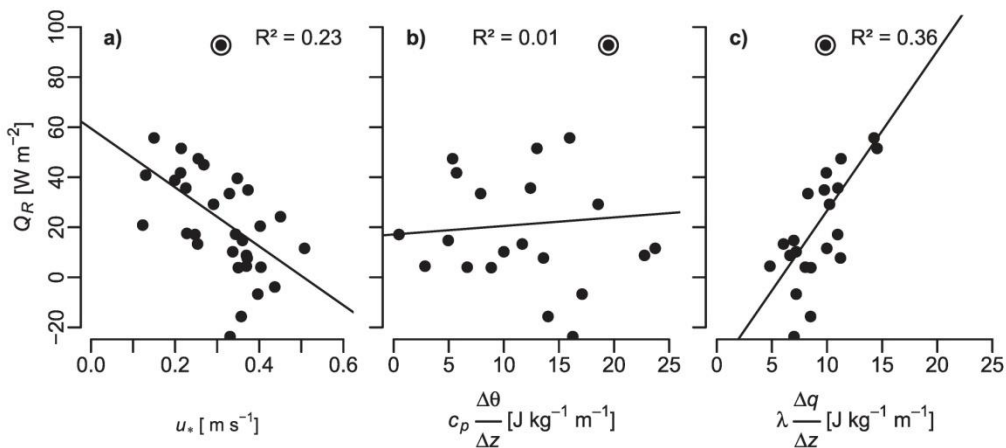 a) R² = 0.23
b) R² = 0.01
c) R² = 0.36
Q_R [W m⁻²]
100
80
60
40
20
0
−20
0.0 0.2 0.4 0.6
0 5 10 15 20 25
0 5 10 15 20 25
u* [ m s⁻¹]
c_p Δθ/Δz [J kg⁻¹ m⁻¹]
λ Δq/Δz [J kg⁻¹ m⁻¹]